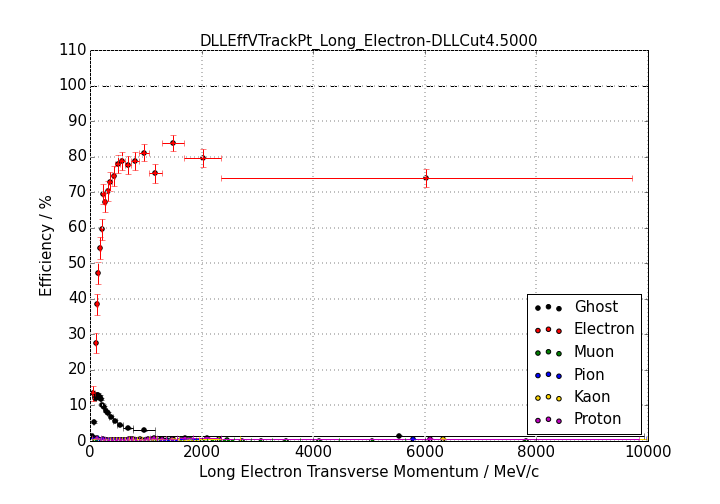 DLLEffVTrackPt_Long_Electron-DLLCut4.5000
110
100
90
80
70
60
50
40
30
20
10
0
Efficiency / %
Ghost
Electron
Muon
Pion
Kaon
Proton
0 2000 4000 6000 8000 10000
Long Electron Transverse Momentum / MeV/c